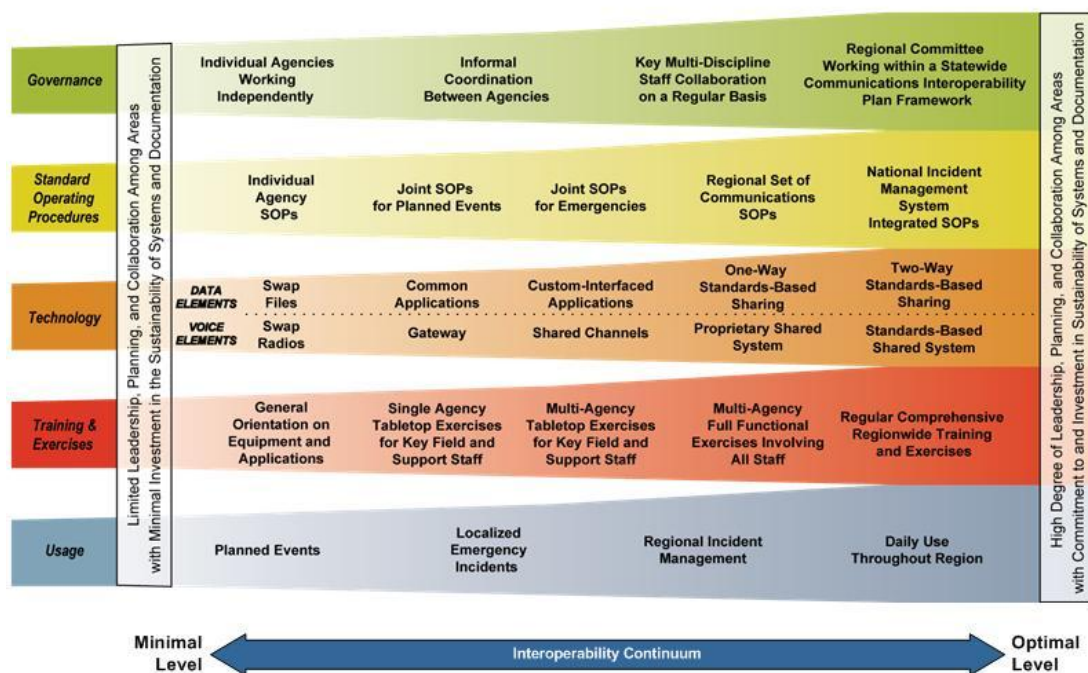 Governance
Individual Agencies
Working
Independently
Informal
Coordination
Between Agencies
Key Multi-Discipline
Staff Collaboration
on a Regular Basis
Regional Committee
Working within a Statewide
Communications Interoperability
Plan Framework
Standard
Operating
Procedures
Individual
Agency
SOPs
Joint SOPs
for Planned Events
Joint SOPs
for Emergencies
Regional Set of
Communications
SOPs
National Incident
Management
System
Integrated SOPs
Technology
DATA
ELEMENTS
Swap
Files
Common
Applications
Custom-Interfaced
Applications
One-Way
Standards-Based
Sharing
Two-Way
Standards-Based
Sharing
VOICE
ELEMENTS
Swap
Radios
Gateway
Shared Channels
Proprietary Shared
System
Standards-Based
Shared System
Training &
Exercises
General
Orientation on
Equipment and
Applications
Single Agency
Tabletop Exercises
for Key Field and
Support Staff
Multi-Agency
Tabletop Exercises
for Key Field and
Support Staff
Multi-Agency
Full Functional
Exercises Involving
All Staff
Regular Comprehensive
Regionwide Training
and Exercises
Usage
Planned Events
Localized
Emergency
Incidents
Regional Incident
Management
Daily Use
Throughout Region
Limited Leadership, Planning, and Collaboration Among Areas
with Minimal Investment in the Sustainability of Systems and Documentation
High Degree of Leadership, Planning, and Collaboration Among Areas
with Commitment to and Investment in Sustainability of Systems and Documentation
Minimal
Level
Interoperability Continuum
Optimal
Level